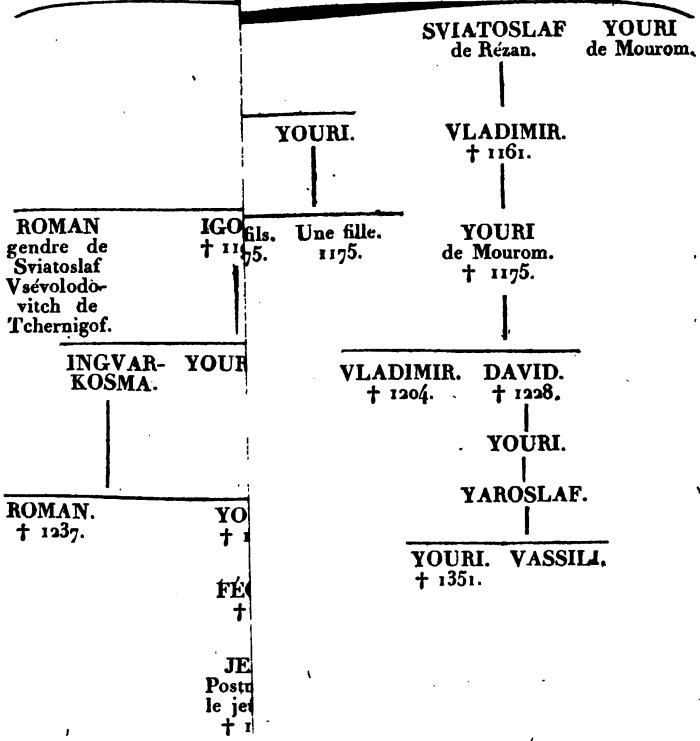 SVIATOSLAF YOURI
de Rézan. de Mourom.
YOURI. VLADIMIR.
† 1161.
ROMAN
gendre de
Sviatoslaf
Vsévolodo-
vitch de
Tchernigof.
fils. Une fille.
1175.
YOURI
de Mourom.
† 1175.
INGVAR-
KOSMA.
VLADIMIR. DAVID.
† 1204. † 1228.
YOURI.
YAROSLAF.
ROMAN.
† 1237.
YOURI. VASSILI.
† 1351.
le